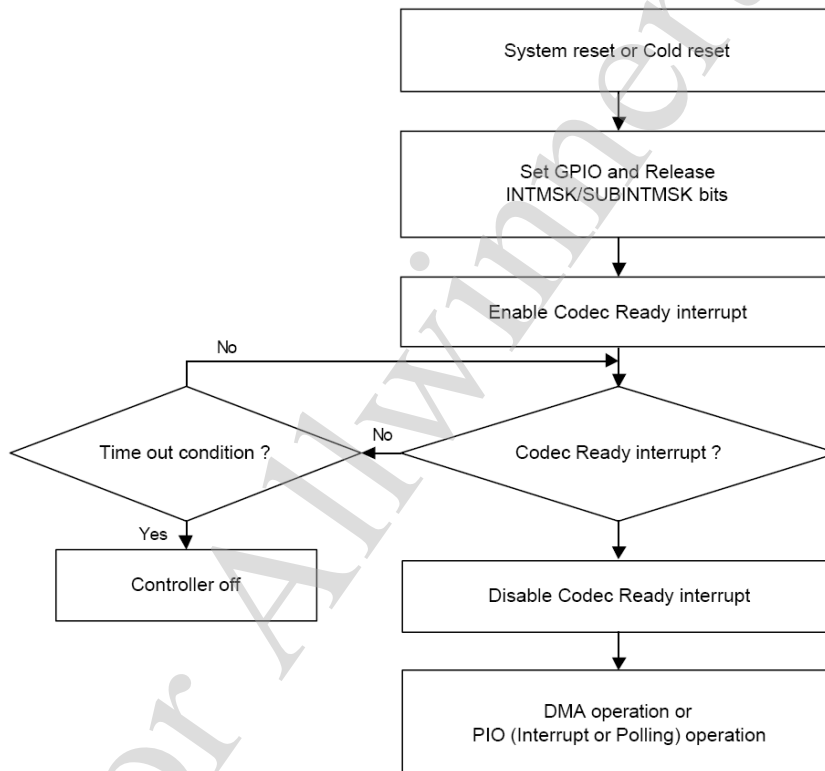 System reset or Cold reset
Set GPIO and Release
INTMSK/SUBINTMSK bits
Enable Codec Ready interrupt
No
Time out condition ?
No
Codec Ready interrupt ?
Yes
Controller off
Disable Codec Ready interrupt
DMA operation or
PIO (Interrupt or Polling) operation
or Allwinner